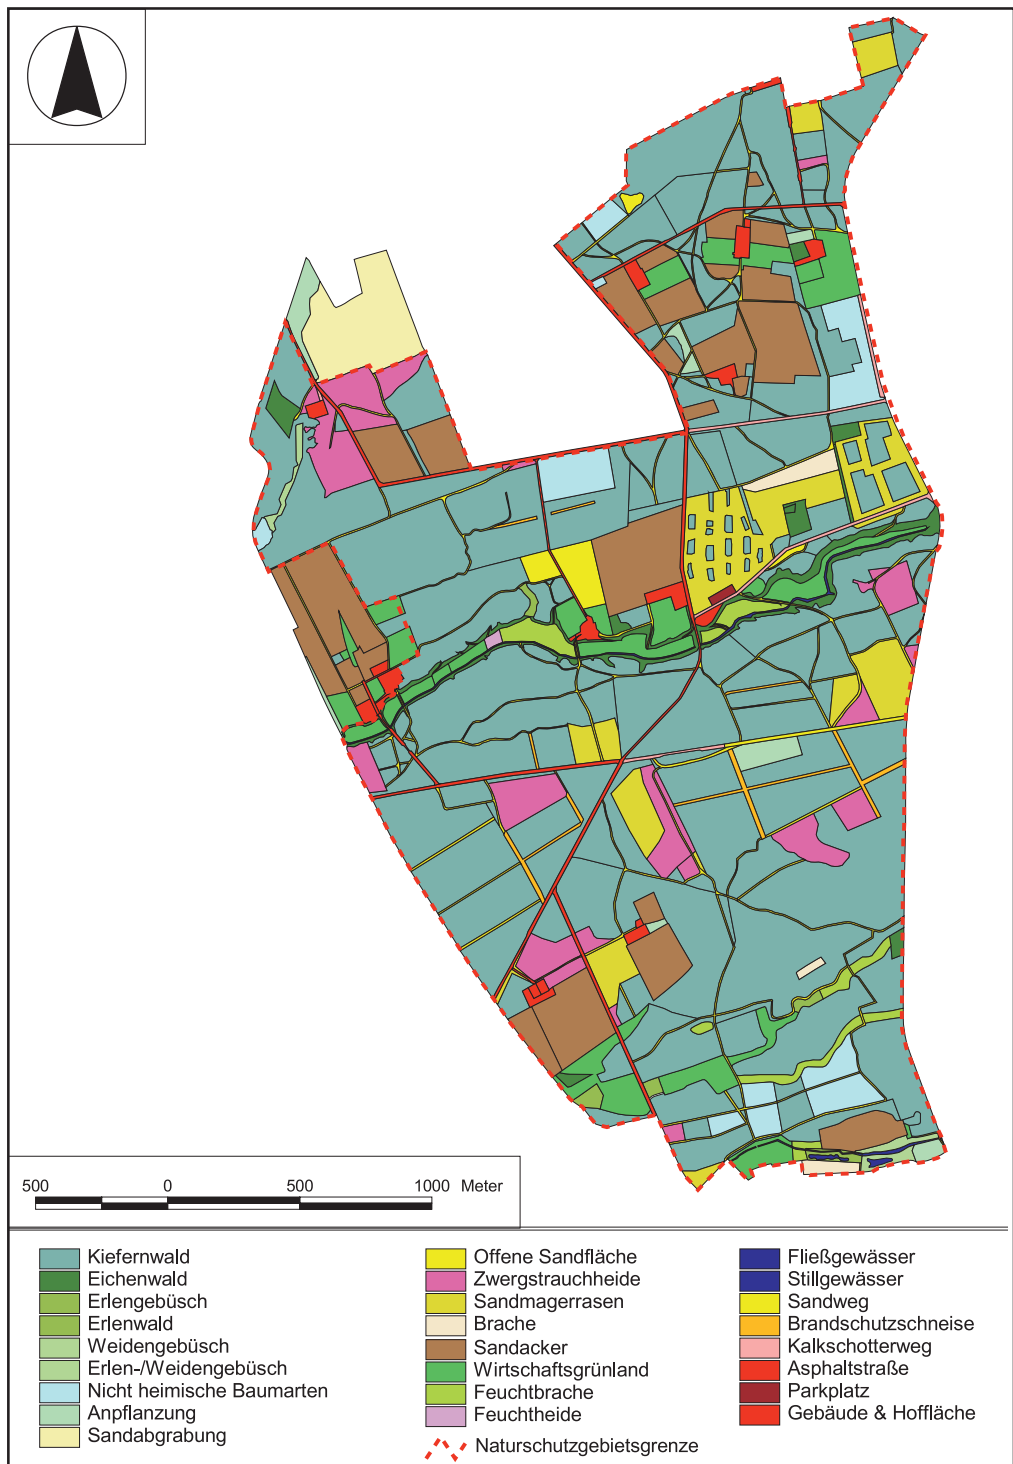 500 0 500 1000 Meter
Kiefernwald
Eichenwald
Erlengebüsch
Erlenwald
Weidengebüsch
Erlen-/Weidengebüsch
Nicht heimische Baumarten
Anpflanzung
Sandabgrabung
Offene Sandfläche
Zwergstrauchheide
Sandmagerrasen
Brache
Sandacker
Wirtschaftsgrünland
Feuchtbrache
Feuchtheide
Naturschutzgebietsgrenze
Fließgewässer
Stillgewässer
Sandweg
Brandschutzschneise
Kalkschotterweg
Asphaltstraße
Parkplatz
Gebäude & Hoffläche